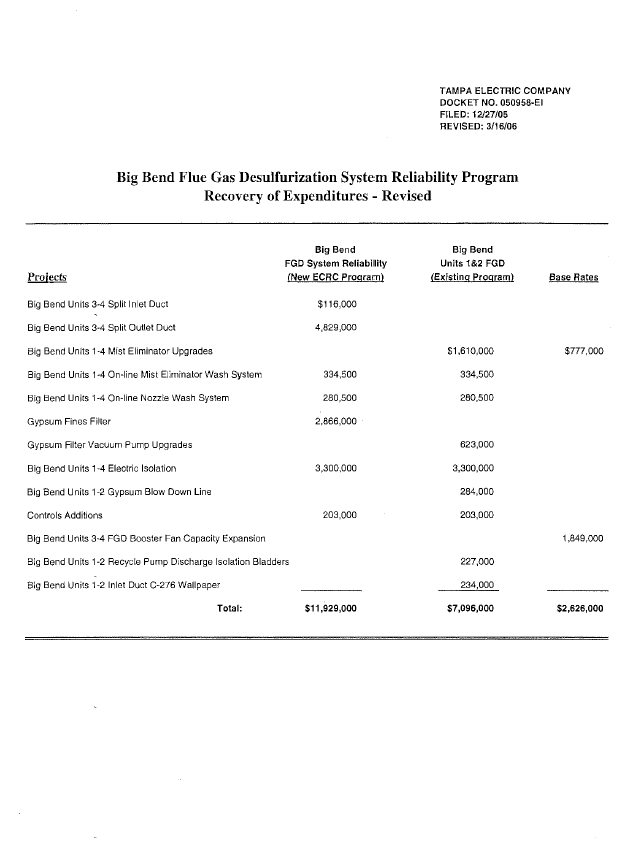 TAMPA ELECTRIC COMPANY
DOCKET NO. 050958-EI
FILED: 12/27/05
REVISED: 3/16/06
Big Bend Flue Gas Desulfurization System Reliability Program
Recovery of Expenditures - Revised
Big Bend Big Bend
FGD System Reliability Units 1&2 FGD
Projects (New ECRC Program) (Existing Program) Base Rates
Big Bend Units 3-4 Split Inlet Duct $116,000
Big Bend Units 3-4 Split Outlet Duct 4,829,000
Big Bend Units 1-4 Mist Eliminator Upgrades $1,610,000 $777,000
Big Bend Units 1-4 On-line Mist Eliminator Wash System 334,500 334,500
Big Bend Units 1-4 On-line Nozzle Wash System 280,500 280,500
Gypsum Fines Filter 2,866,000
Gypsum Filter Vacuum Pump Upgrades 623,000
Big Bend Units 1-4 Electric Isolation 3,300,000 3,300,000
Big Bend Units 1-2 Gypsum Blow Down Line 284,000
Controls Additions 203,000 203,000
Big Bend Units 3-4 FGD Booster Fan Capacity Expansion 1,849,000
Big Bend Units 1-2 Recycle Pump Discharge Isolation Bladders 227,000
Big Bend Units 1-2 Inlet Duct C-276 Wallpaper 234,000
Total: $11,929,000 $7,096,000 $2,626,000